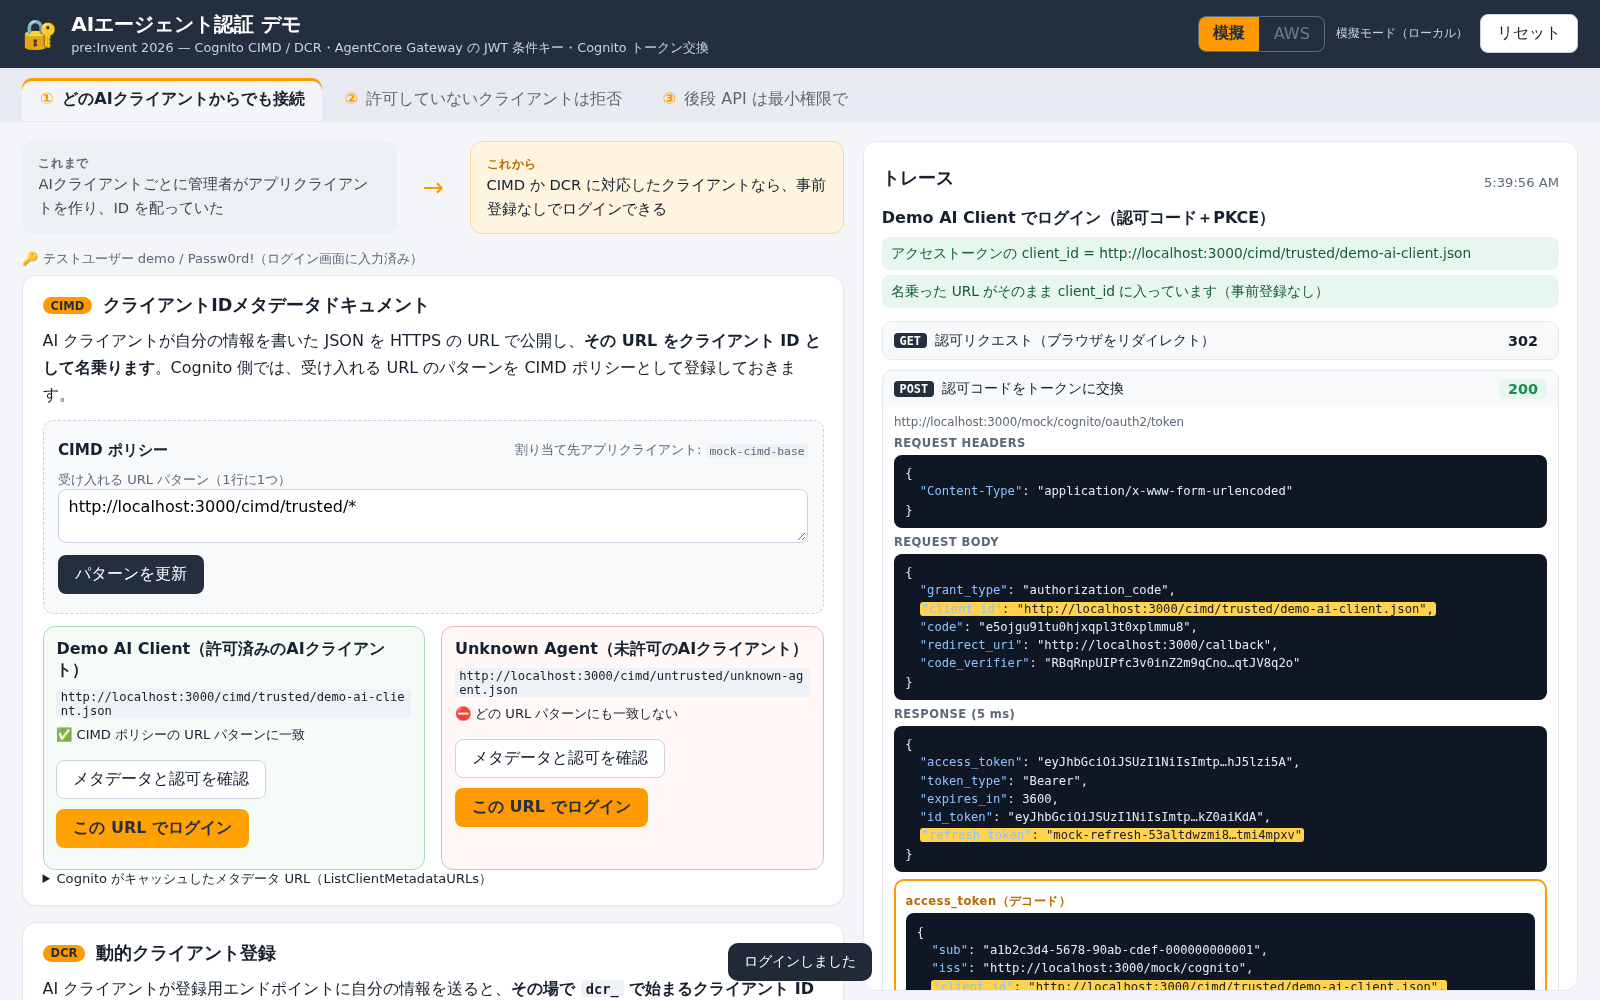 AIエージェント認証 デモ
pre:Invent 2026 — Cognito CIMD / DCR・AgentCore Gateway の JWT 条件キー・Cognito トークン交換
模擬 AWS 模擬モード（ローカル） リセット
① どのAIクライアントからでも接続 ② 許可していないクライアントは拒否 ③ 後段 API は最小権限で
これまで
AIクライアントごとに管理者がアプリクライアン
トを作り、ID を配っていた
→
これから
CIMD か DCR に対応したクライアントなら、事前
登録なしでログインできる
🔑 テストユーザー demo / Passw0rd!（ログイン画面に入力済み）
CIMD クライアントIDメタデータドキュメント
AI クライアントが自分の情報を書いた JSON を HTTPS の URL で公開し、その URL をクライアント ID と
して名乗ります。Cognito 側では、受け入れる URL のパターンを CIMD ポリシーとして登録しておきま
す。
CIMD ポリシー 割り当て先アプリクライアント: mock-cimd-base
受け入れる URL パターン（1行に1つ）
http://localhost:3000/cimd/trusted/*
パターンを更新
Demo AI Client（許可済みのAIクライアン
ト）
http://localhost:3000/cimd/trusted/demo-ai-clie
nt.json
✅ CIMD ポリシーの URL パターンに一致
メタデータと認可を確認
この URL でログイン
Unknown Agent（未許可のAIクライアント）
http://localhost:3000/cimd/untrusted/unknown-ag
ent.json
⛔ どの URL パターンにも一致しない
メタデータと認可を確認
この URL でログイン
▶ Cognito がキャッシュしたメタデータ URL（ListClientMetadataURLs）
DCR 動的クライアント登録
AI クライアントが登録用エンドポイントに自分の情報を送ると、その場で dcr_ で始まるクライアント ID
ログインしました
トレース 5:39:56 AM
Demo AI Client でログイン（認可コード＋PKCE）
アクセストークンの client_id = http://localhost:3000/cimd/trusted/demo-ai-client.json
名乗った URL がそのまま client_id に入っています（事前登録なし）
GET 認可リクエスト（ブラウザをリダイレクト） 302
POST 認可コードをトークンに交換 200
http://localhost:3000/mock/cognito/oauth2/token
REQUEST HEADERS
{
"Content-Type": "application/x-www-form-urlencoded"
}
REQUEST BODY
{
"grant_type": "authorization_code",
"client_id": "http://localhost:3000/cimd/trusted/demo-ai-client.json",
"code": "e5ojgu91tu0hjxqpl3t0xplmmu8",
"redirect_uri": "http://localhost:3000/callback",
"code_verifier": "RBqRnpUIPfc3v0inZ2m9qCno…qtJV8q2o"
}
RESPONSE (5 ms)
{
"access_token": "eyJhbGciOiJSUzI1NiIsImtp…hJ5lzi5A",
"token_type": "Bearer",
"expires_in": 3600,
"id_token": "eyJhbGciOiJSUzI1NiIsImtp…kZ0aiKdA",
"refresh_token": "mock-refresh-53altdwzmi8…tmi4mpxv"
}
access_token（デコード）
{
"sub": "a1b2c3d4-5678-90ab-cdef-000000000001",
"iss": "http://localhost:3000/mock/cognito",
"client_id": "http://localhost:3000/cimd/trusted/demo-ai-client.json",